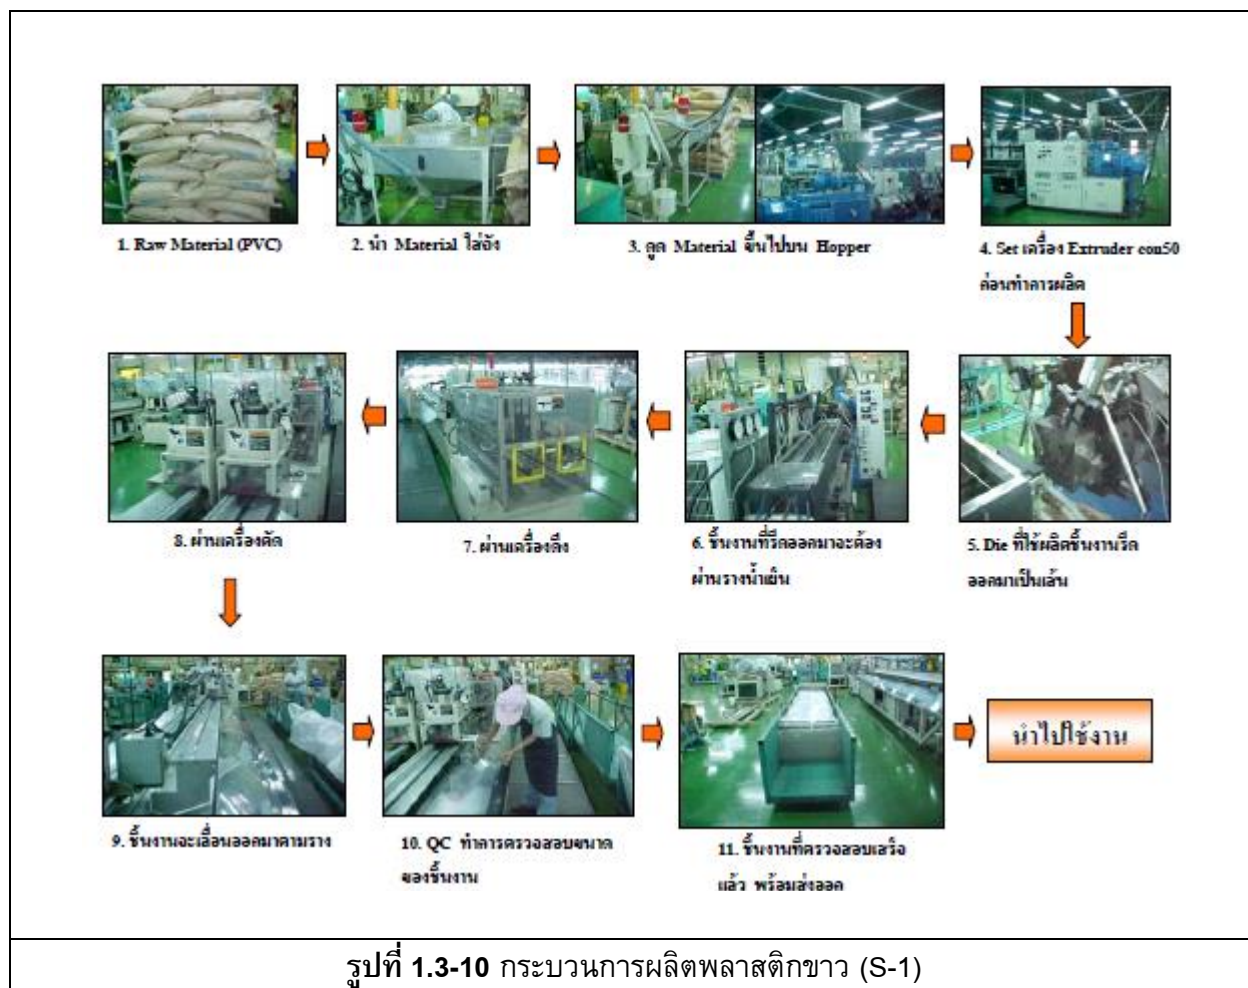 1. Raw Material (PVC)
2. นำ Material ใส่ถัง
3. ดูด Material ขึ้นไปบน Hopper
4. Set เครื่อง Extruder con50
ก่อนทำการผลิต
8. ผ่านเครื่องตัด
7. ผ่านเครื่องดึง
6. ชิ้นงานที่รีดออกมาจะต้อง
ผ่านรางน้ำเย็น
5. Die ที่ใช้ผลิตชิ้นงานรีด
ออกมาเป็นเส้น
9. ชิ้นงานจะเลื่อนออกมาตามราง
10. QC ทำการตรวจสอบขนาด
ของชิ้นงาน
11. ชิ้นงานที่ตรวจสอบเสร็จ
แล้ว พร้อมส่งออก
นำไปใช้งาน
รูปที่ 1.3-10 กระบวนการผลิตพลาสติกขาว (S-1)